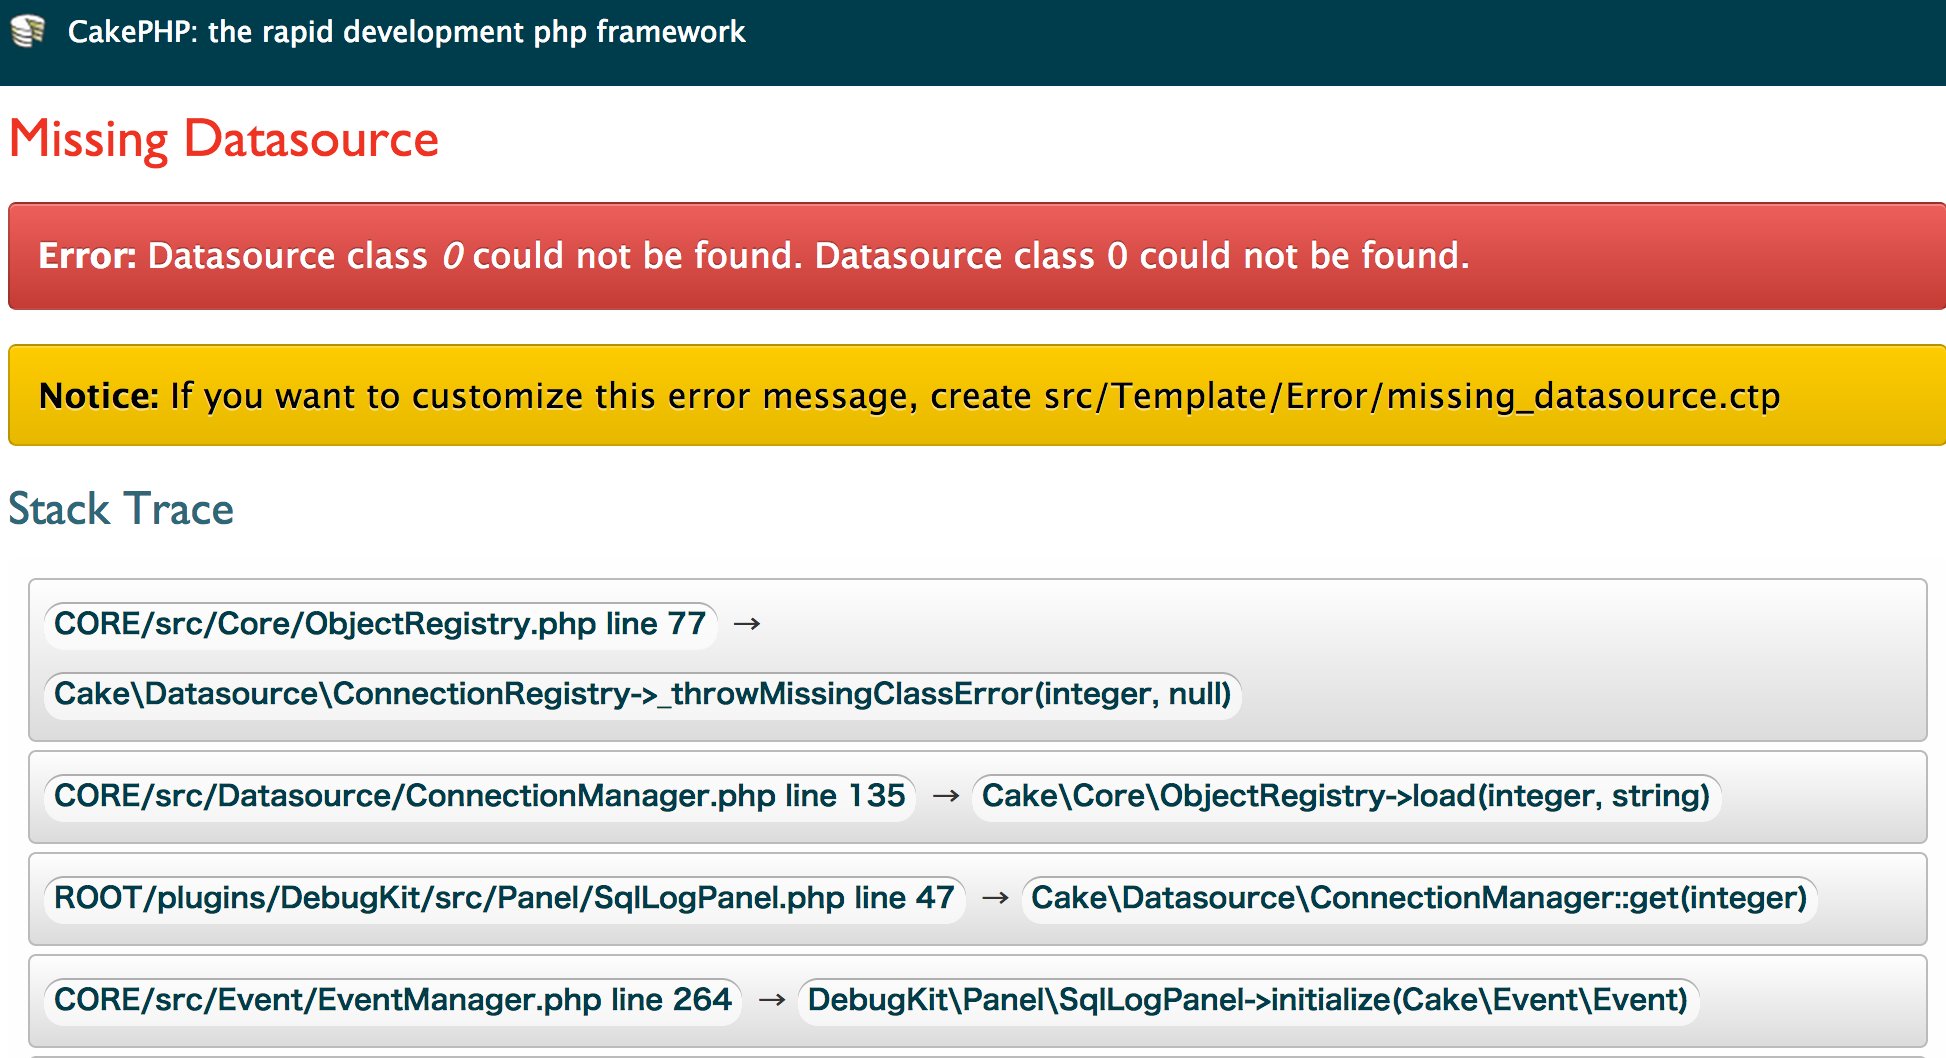 CakePHP: the rapid development php framework
Missing Datasource
Error: Datasource class 0 could not be found. Datasource class 0 could not be found.
Notice: If you want to customize this error message, create src/Template/Error/missing_datasource.ctp
Stack Trace
CORE/src/Core/ObjectRegistry.php line 77 →
Cake\Datasource\ConnectionRegistry->_throwMissingClassError(integer, null)
CORE/src/Datasource/ConnectionManager.php line 135 → Cake\Core\ObjectRegistry->load(integer, string)
ROOT/plugins/DebugKit/src/Panel/SqlLogPanel.php line 47 → Cake\Datasource\ConnectionManager::get(integer)
CORE/src/Event/EventManager.php line 264 → DebugKit\Panel\SqlLogPanel->initialize(Cake\Event\Event)